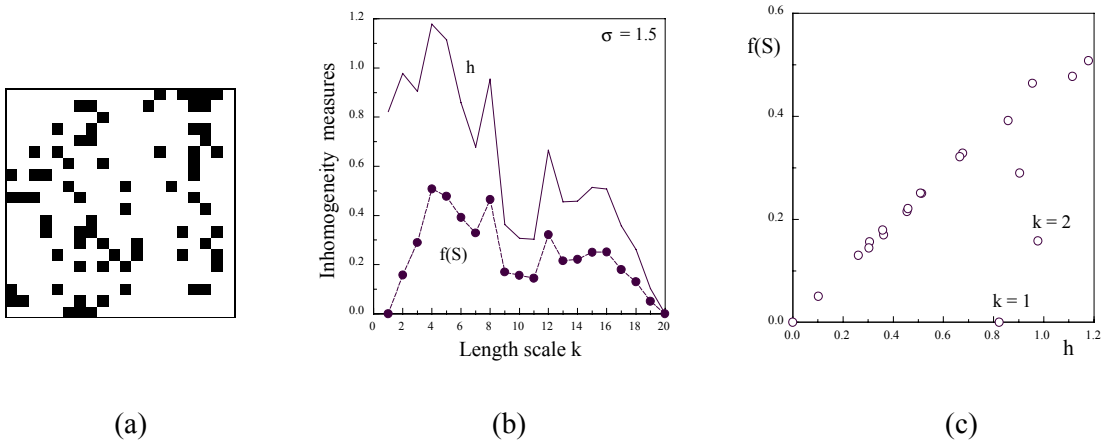 σ = 1.5
h
f(S)
Inhomogeneity measures
1.2
1.0
0.8
0.6
0.4
0.2
0.0
0 2 4 6 8 10 12 14 16 18 20
Length scale k
f(S)
0.6
0.4
0.2
0.0
k = 2
k = 1
0.0 0.2 0.4 0.6 0.8 1.0 1.2
h
(a) (b) (c)